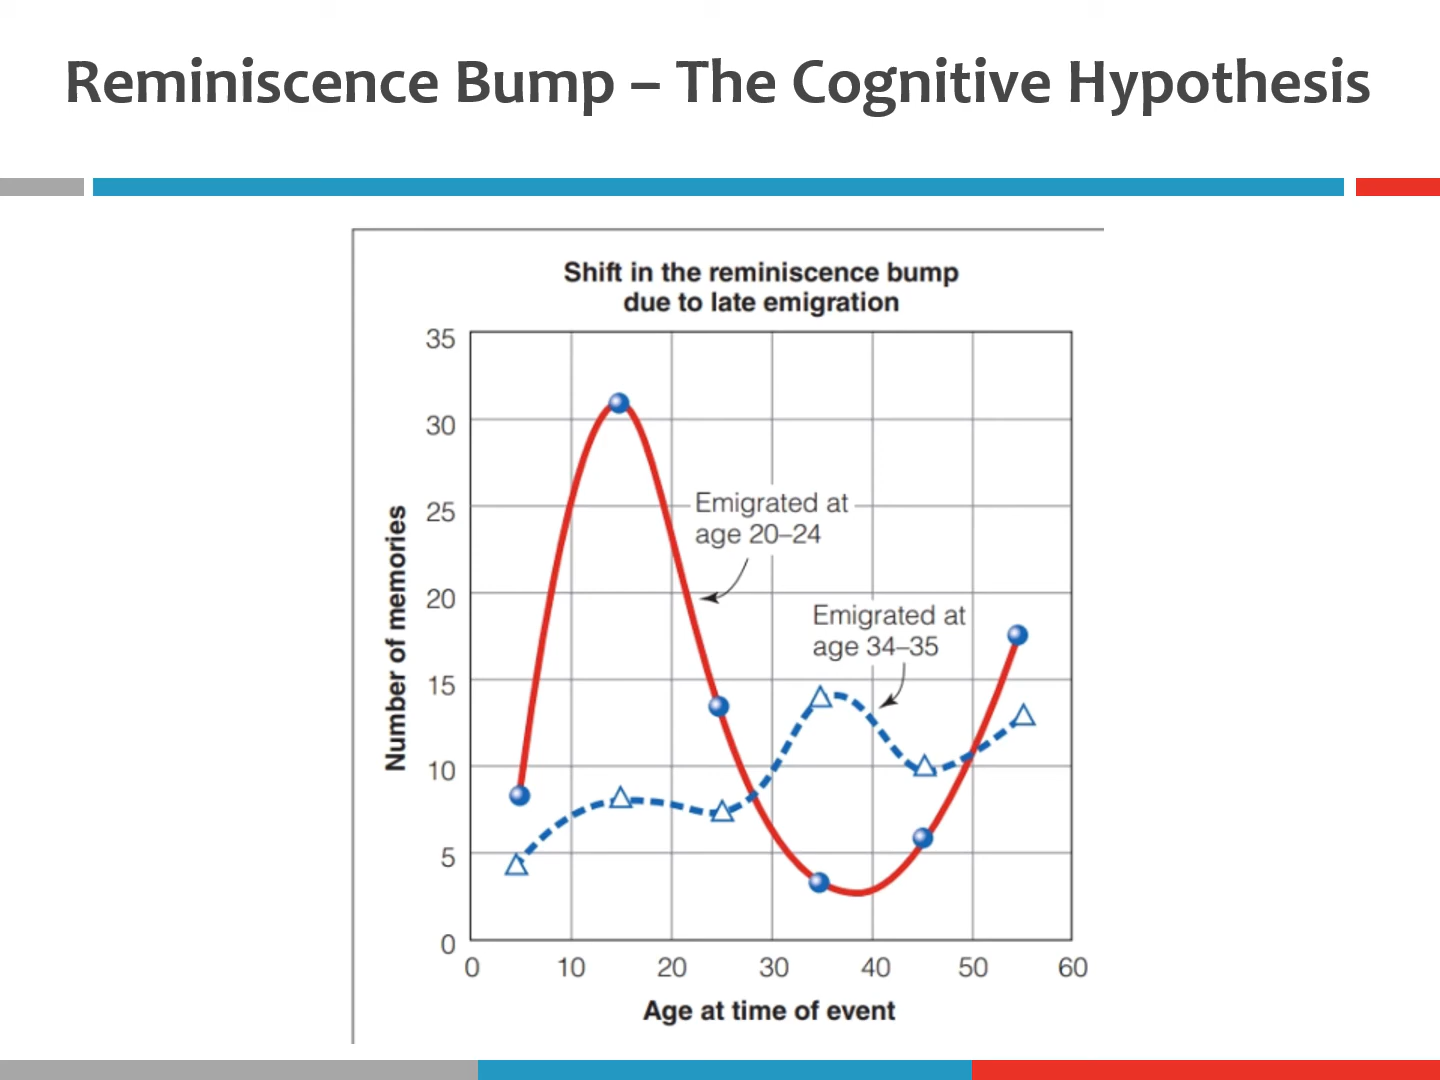 Reminiscence Bump – The Cognitive Hypothesis
Shift in the reminiscence bump
due to late emigration
35
30
25
20
15
10
5
0
Number of memories
Emigrated at
age 20–24
Emigrated at
age 34–35
0 10 20 30 40 50 60
Age at time of event